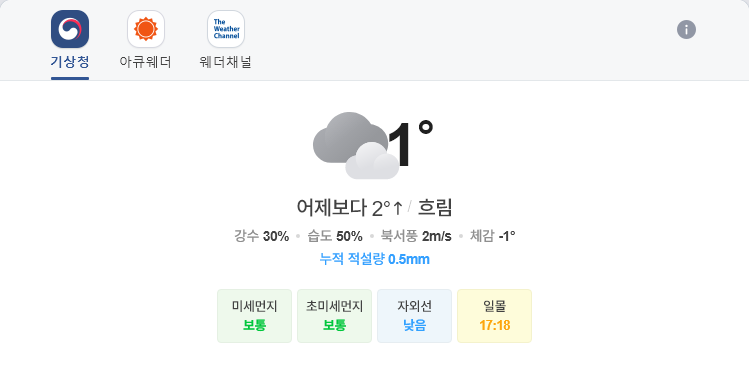 The
Weather
Channel
기상청 아큐웨더 웨더채널
1°
어제보다 2°↑ / 흐림
강수 30% • 습도 50% • 북서풍 2m/s • 체감 -1°
누적 적설량 0.5mm
미세먼지 초미세먼지 자외선 일몰
보통 보통 낮음 17:18